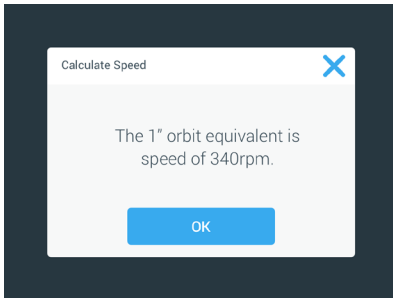 Calculate Speed
The 1” orbit equivalent is
speed of 340rpm.
OK